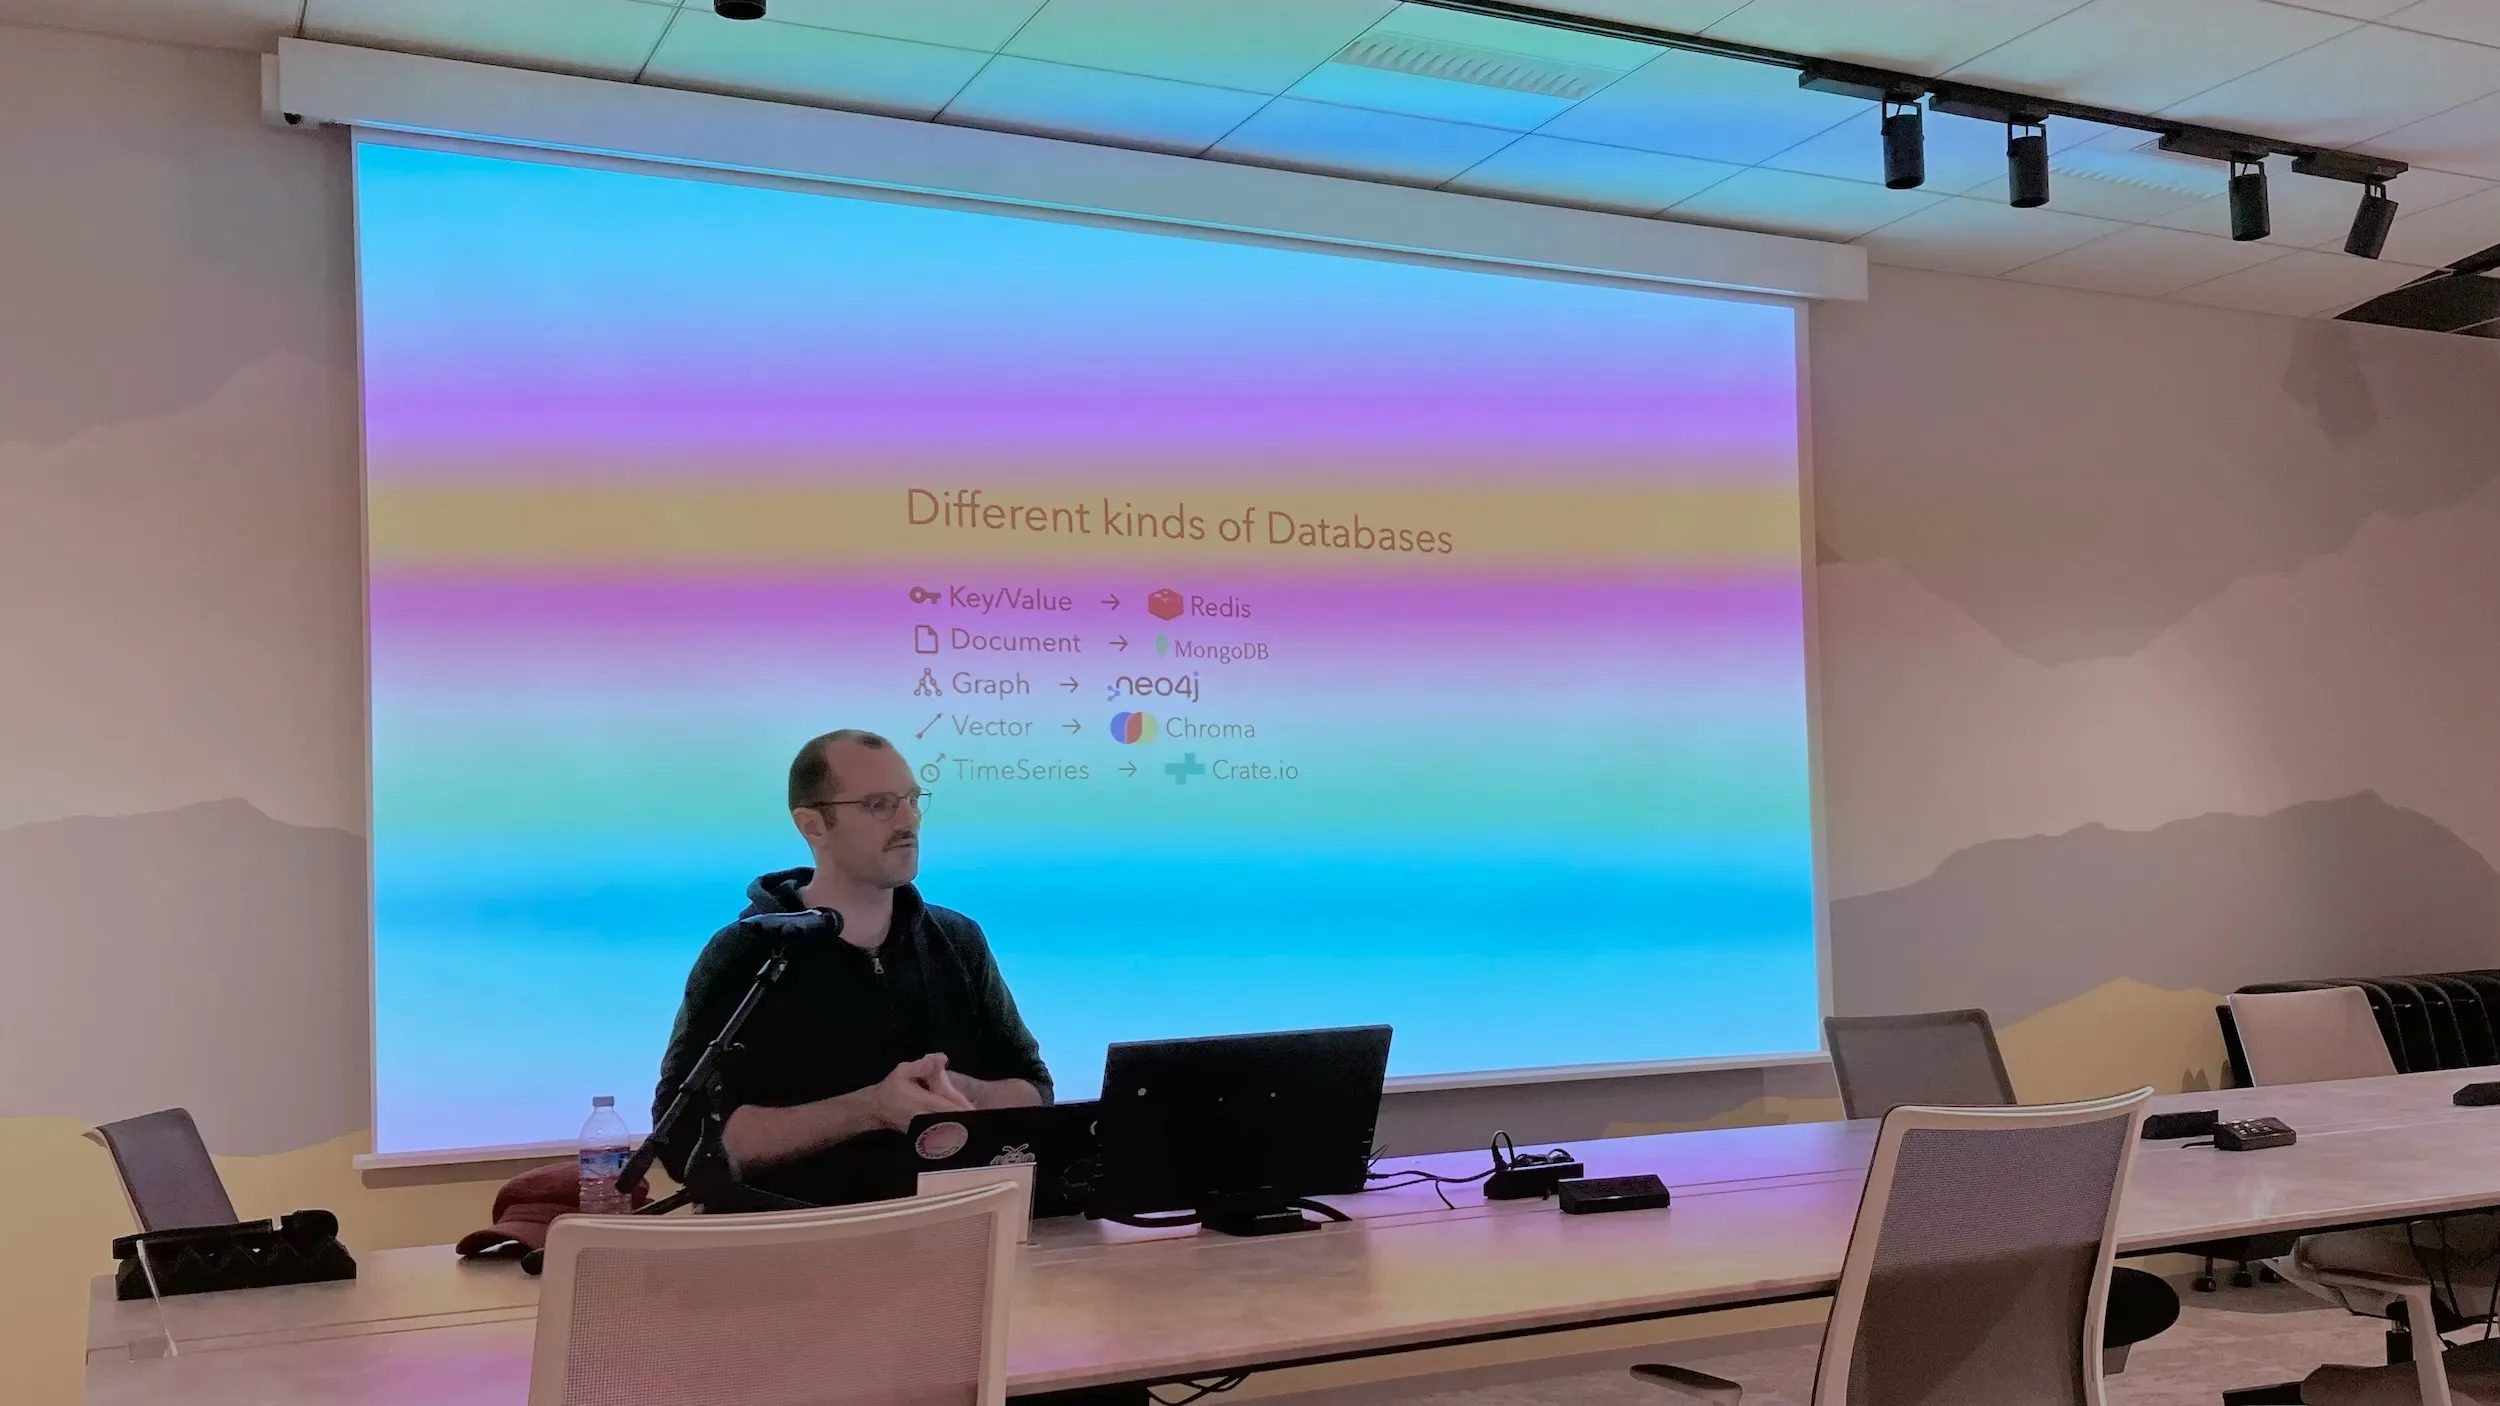 Different kinds of Databases
Key/Value → Redis
Document → MongoDB
Graph → neo4j
Vector → Chroma
TimeSeries → Crate.io